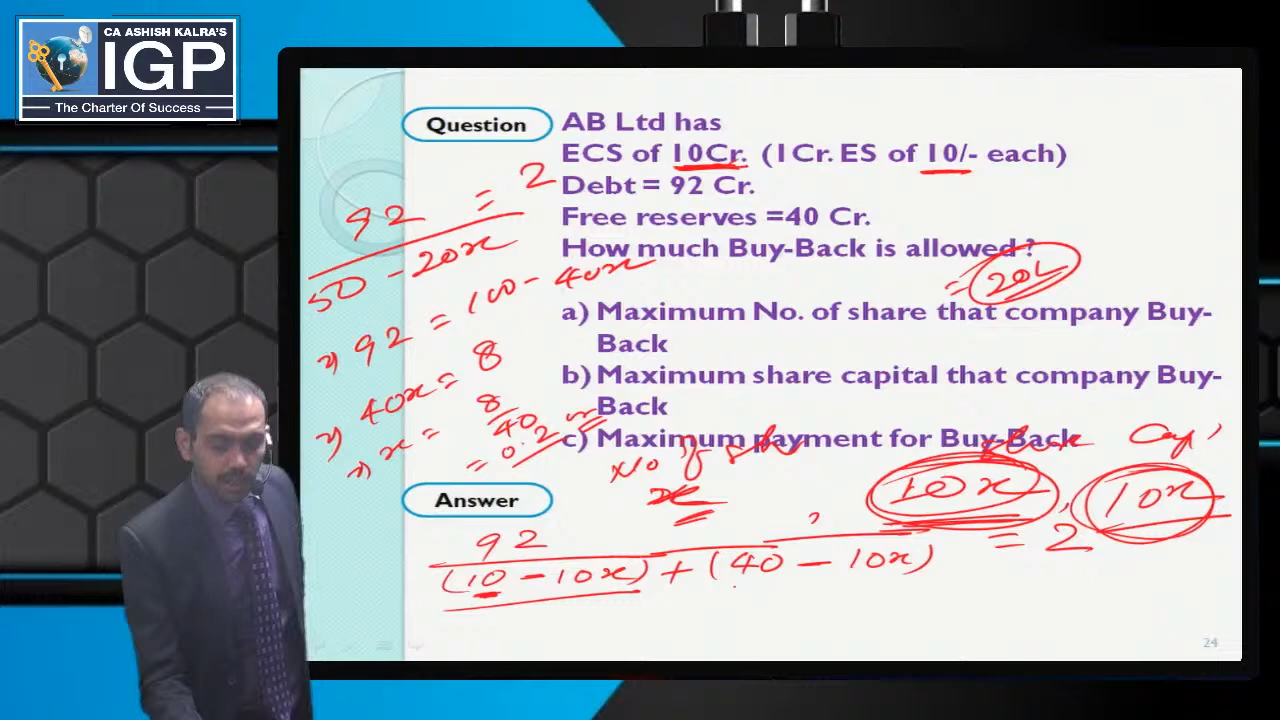 CA ASHISH KALRA'S
IGP
The Charter Of Success
Question
AB Ltd has
ECS of 10Cr. (1Cr. ES of 10/- each)
Debt = 92 Cr.
Free reserves =40 Cr.
How much Buy-Back is allowed ?
= 20L
a) Maximum No. of share that company Buy-
Back
b) Maximum share capital that company Buy-
Back
c) Maximum payment for Buy-Back
92 = 2
50 - 20x
⇒ 92 = 100 - 40x
⇒ 40x = 8
⇒ x = 8
40
= 0.2
Answer
No of sh
x
10x
Cap
10x
92
(10 - 10x) + (40 - 10x) = 2
24